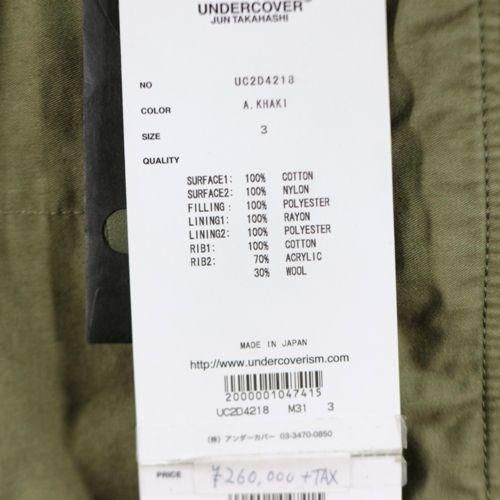 UNDERCOVER®
JUN TAKAHASHI
NO UC2D4218
COLOR A.KHAKI
SIZE 3
QUALITY
SURFACE1: 100% COTTON
SURFACE2: 100% NYLON
FILLING : 100% POLYESTER
LINING1: 100% RAYON
LINING2: 100% POLYESTER
RIB1: 100% COTTON
RIB2: 70% ACRYLIC
30% WOOL
MADE IN JAPAN
http://www.undercoverism.com
2000001047415
UC2D4218 M31 3
(株) アンダーカバー 03-3470-0850
PRICE ¥260,000+TAX